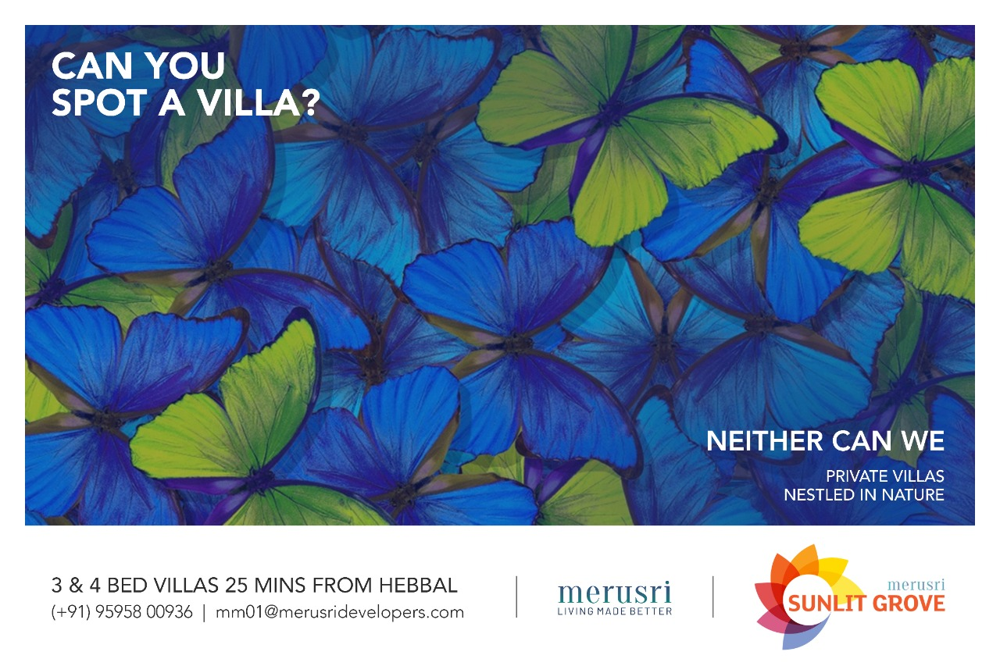 CAN YOU
SPOT A VILLA?
NEITHER CAN WE
PRIVATE VILLAS
NESTLED IN NATURE
3 & 4 BED VILLAS 25 MINS FROM HEBBAL
(+91) 95958 00936 | mm01@merusridevelopers.com
merusri
LIVING MADE BETTER
merusri
SUNLIT GROVE